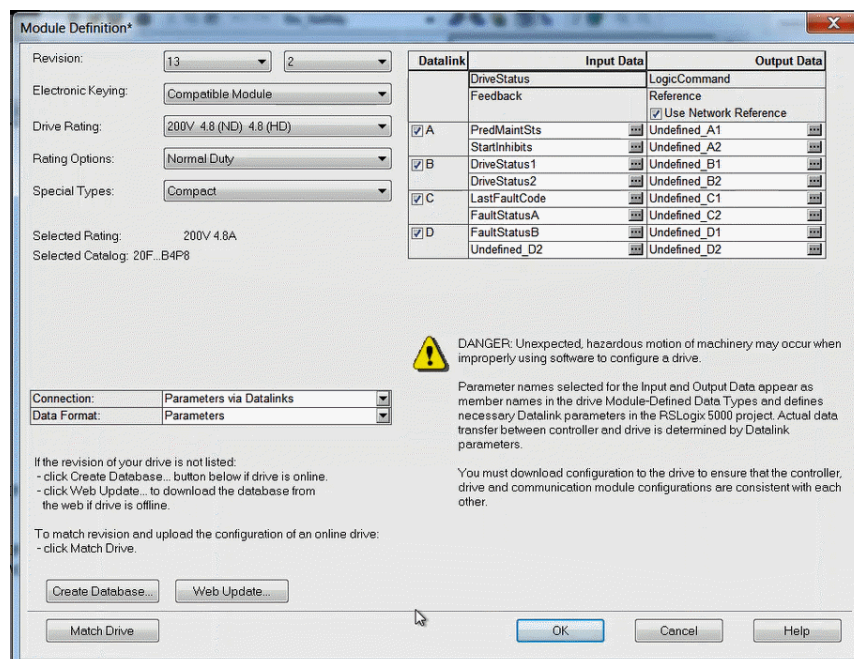 Module Definition*
Revision: 13 2
Electronic Keying: Compatible Module
Drive Rating: 200V 4.8 (ND) 4.8 (HD)
Rating Options: Normal Duty
Special Types: Compact
Selected Rating: 200V 4.8A
Selected Catalog: 20F...B4P8
Connection: Parameters via Datalinks
Data Format: Parameters
If the revision of your drive is not listed:
- click Create Database... button below if drive is online.
- click Web Update... to download the database from
the web if drive is offline.
To match revision and upload the configuration of an online drive:
- click Match Drive.
Create Database... Web Update...
Match Drive
Datalink Input Data Output Data
DriveStatus LogicCommand
Feedback Reference
Use Network Reference
A PredMaintSts ... Undefined_A1 ...
StartInhibits ... Undefined_A2 ...
B DriveStatus1 ... Undefined_B1 ...
DriveStatus2 ... Undefined_B2 ...
C LastFaultCode ... Undefined_C1 ...
FaultStatusA ... Undefined_C2 ...
D FaultStatusB ... Undefined_D1 ...
Undefined_D2 ... Undefined_D2 ...
DANGER: Unexpected, hazardous motion of machinery may occur when
improperly using software to configure a drive.
Parameter names selected for the Input and Output Data appear as
member names in the drive Module-Defined Data Types and defines
necessary Datalink parameters in the RSLogix 5000 project. Actual data
transfer between controller and drive is determined by Datalink
parameters.
You must download configuration to the drive to ensure that the controller,
drive and communication module configurations are consistent with each
other.
OK Cancel Help